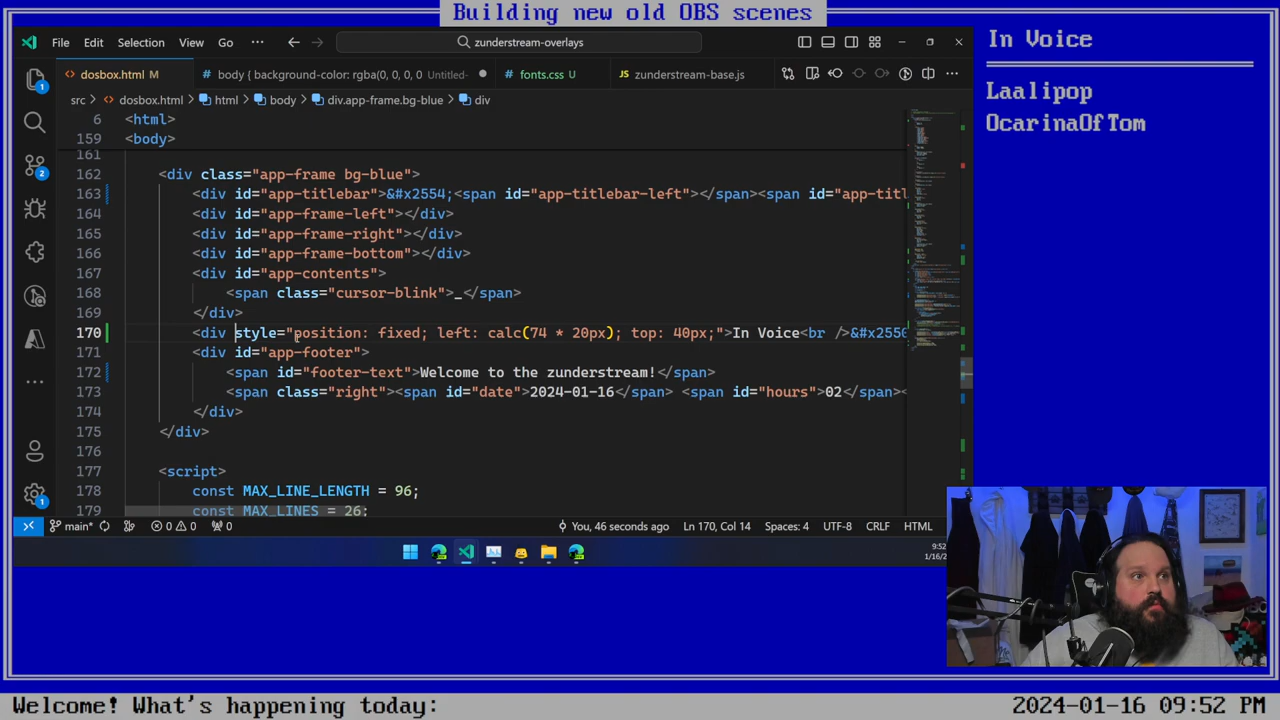 Building new old OBS scenes
In Voice
Laalipop
OcarinaOfTom
File Edit Selection View Go ··· zunderstream-overlays
dosbox.html M body { background-color: rgba(0, 0, 0, 0 Untitled- fonts.css U zunderstream-base.js
src > dosbox.html > html > body > div.app-frame.bg-blue > div
6 <html>
159 <body>
161
162 <div class="app-frame bg-blue">
163 <div id="app-titlebar">&#x2554;<span id="app-titlebar-left"></span><span id="app-titl
164 <div id="app-frame-left"></div>
165 <div id="app-frame-right"></div>
166 <div id="app-frame-bottom"></div>
167 <div id="app-contents">
168 <span class="cursor-blink">_</span>
169 </div>
170 <div style="position: fixed; left: calc(74 * 20px); top: 40px;">In Voice<br />&#x2550
171 <div id="app-footer">
172 <span id="footer-text">Welcome to the zunderstream!</span>
173 <span class="right"><span id="date">2024-01-16</span> <span id="hours">02</span><
174 </div>
175 </div>
176
177 <script>
178 const MAX_LINE_LENGTH = 96;
179 const MAX_LINES = 26;
main* 0 0 0 You, 46 seconds ago Ln 170, Col 14 Spaces: 4 UTF-8 CRLF HTML
9:52
1/16/2
Welcome! What's happening today: 2024-01-16 09:52 PM